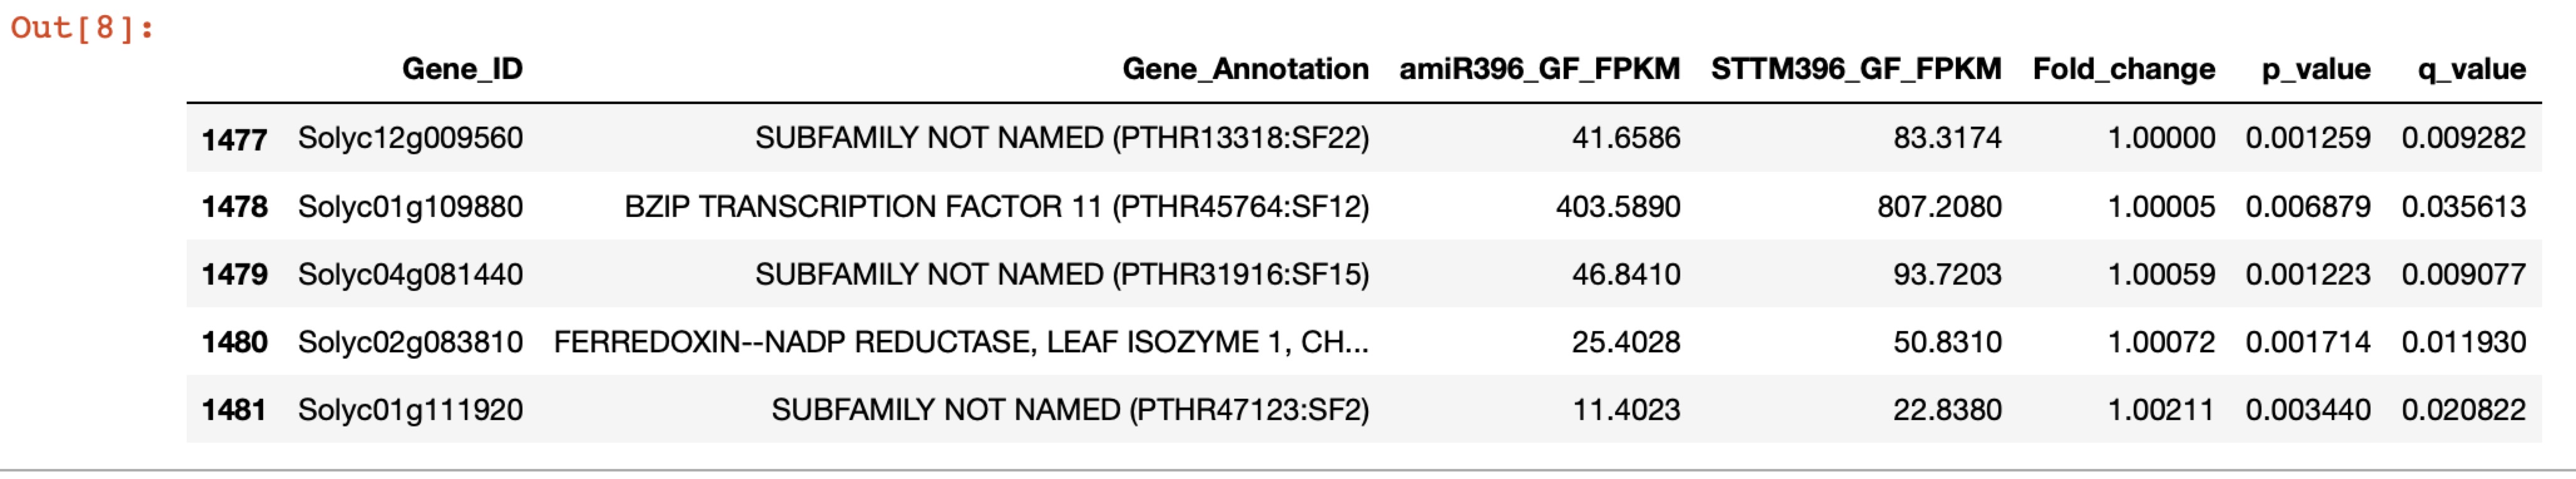 Out[8]:
Gene_ID Gene_Annotation amiR396_GF_FPKM STTM396_GF_FPKM Fold_change p_value q_value
1477 Solyc12g009560 SUBFAMILY NOT NAMED (PTHR13318:SF22) 41.6586 83.3174 1.00000 0.001259 0.009282
1478 Solyc01g109880 BZIP TRANSCRIPTION FACTOR 11 (PTHR45764:SF12) 403.5890 807.2080 1.00005 0.006879 0.035613
1479 Solyc04g081440 SUBFAMILY NOT NAMED (PTHR31916:SF15) 46.8410 93.7203 1.00059 0.001223 0.009077
1480 Solyc02g083810 FERREDOXIN--NADP REDUCTASE, LEAF ISOZYME 1, CH... 25.4028 50.8310 1.00072 0.001714 0.011930
1481 Solyc01g111920 SUBFAMILY NOT NAMED (PTHR47123:SF2) 11.4023 22.8380 1.00211 0.003440 0.020822